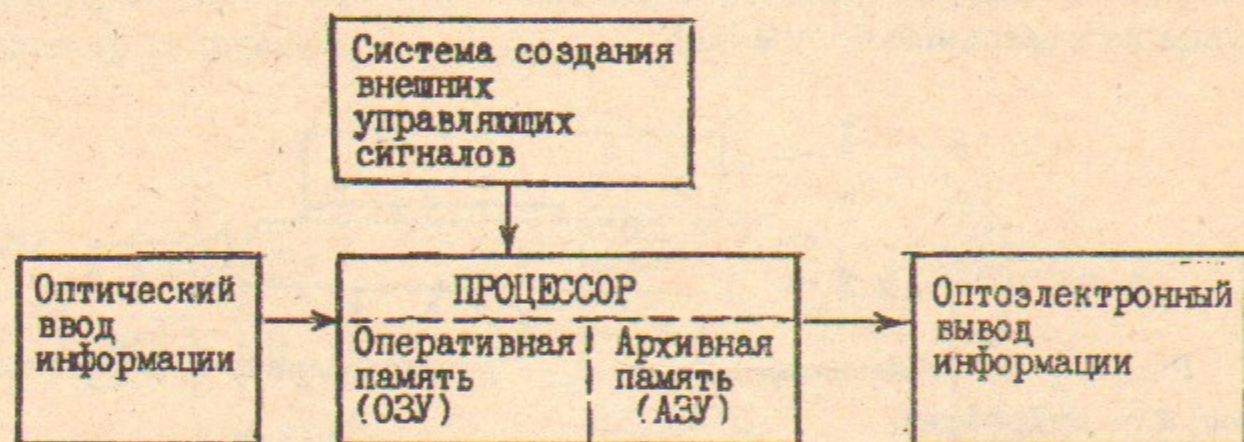 Система создания
внешних
управляющих
сигналов
Оптический
ввод
информации
ПРОЦЕССОР
Оперативная
память
(ОЗУ)
Архивная
память
(АЗУ)
Оптоэлектронный
вывод
информации